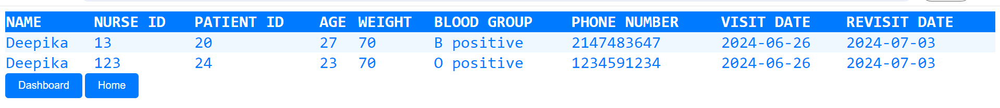 NAME NURSE ID PATIENT ID AGE WEIGHT BLOOD GROUP PHONE NUMBER VISIT DATE REVISIT DATE
Deepika 13 20 27 70 B positive 2147483647 2024-06-26 2024-07-03
Deepika 123 24 23 70 O positive 1234591234 2024-06-26 2024-07-03
Dashboard Home